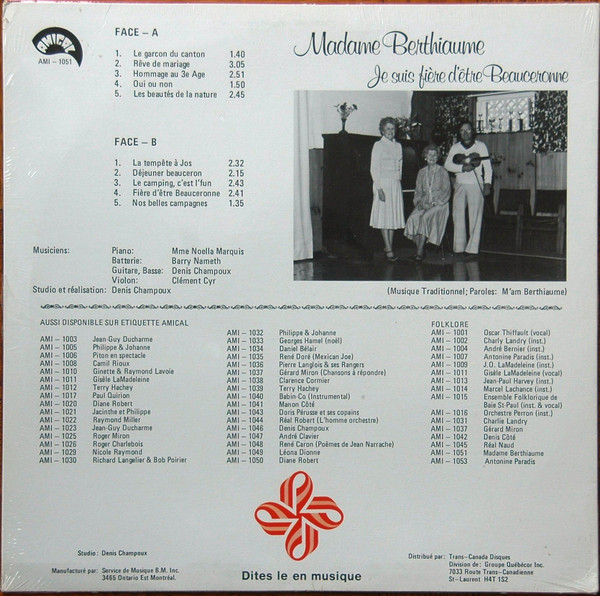 AMICAL
AMI - 1051
FACE - A
1. Le garcon du canton 1.40
2. Rêve de mariage 3.05
3. Hommage au 3e Age 2.51
4. Oui ou non 1.50
5. Les beautés de la nature 2.45
FACE - B
1. La tempête à Jos 2.32
2. Déjeuner beauceron 2.15
3. Le camping, c'est l'fun 2.43
4. Fière d'être Beauceronne 2.41
5. Nos belles campagnes 1.35
Madame Berthiaume
Je suis fière d'être Beauceronne
Musiciens: Piano: Mme Noella Marquis
Batterie: Barry Nameth
Guitare, Basse: Denis Champoux
Violon: Clément Cyr
Studio et réalisation: Denis Champoux
(Musique Traditionnel; Paroles: M'am Berthiaume)
AUSSI DISPONIBLE SUR ETIQUETTE AMICAL
AMI - 1003 Jean-Guy Ducharme
AMI - 1005 Philippe & Johanne
AMI - 1006 Piton en spectacle
AMI - 1008 Camil Rioux
AMI - 1010 Ginette & Raymond Lavoie
AMI - 1011 Gisèle LaMadeleine
AMI - 1012 Terry Hachey
AMI - 1017 Paul Quirion
AMI - 1020 Diane Robert
AMI - 1021 Jacinthe et Philippe
AMI - 1022 Raymond Miller
AMI - 1023 Jean-Guy Ducharme
AMI - 1025 Roger Miron
AMI - 1026 Roger Charlebois
AMI - 1029 Nicole Raymond
AMI - 1030 Richard Langelier & Bob Poirier
AMI - 1032 Philippe & Johanne
AMI - 1033 Georges Hamel (noël)
AMI - 1034 Daniel Bélair
AMI - 1035 René Doré (Mexican Joe)
AMI - 1036 Pierre Langlois & ses Rangers
AMI - 1037 Gérard Miron (Chansons à répondre)
AMI - 1038 Clarence Cormier
AMI - 1039 Terry Hachey
AMI - 1040 Babin-Co (Instrumental)
AMI - 1041 Manon Côté
AMI - 1043 Doris Pérusse et ses copains
AMI - 1044 Réal Robert (L'homme orchestre)
AMI - 1046 Denis Champoux
AMI - 1047 André Clavier
AMI - 1048 René Caron (Poèmes de Jean Narrache)
AMI - 1049 Léona Dionne
AMI - 1050 Diane Robert
FOLKLORE
AMI - 1001 Oscar Thiffault (vocal)
AMI - 1002 Charly Landry (inst.)
AMI - 1004 André Bernier (inst.)
AMI - 1007 Antonine Paradis (inst.)
AMI - 1009 J.O. LaMadeleine (inst.)
AMI - 1011 Gisèle LaMadeleine (vocal)
AMI - 1013 Jean-Paul Harvey (inst.)
AMI - 1014 Marcel Lachance (inst.)
AMI - 1015 Ensemble Folklorique de
Baie St-Paul (inst. & vocal)
AMI - 1016 Orchestre Perron (inst.)
AMI - 1031 Charlie Landry
AMI - 1037 Gérard Miron
AMI - 1042 Denis Côté
AMI - 1045 Réal Naud
AMI - 1051 Madame Berthiaume
AMI - 1053 Antonine Paradis
Studio: Denis Champoux
Manufacturé par: Service de Musique B.M. Inc.
3465 Ontario Est Montréal.
Dites le en musique
Distribué par: Trans-Canada Disques
Division de: Groupe Québécor Inc.
7033 Route Trans-Canadienne
St-Laurent H4T 1S2